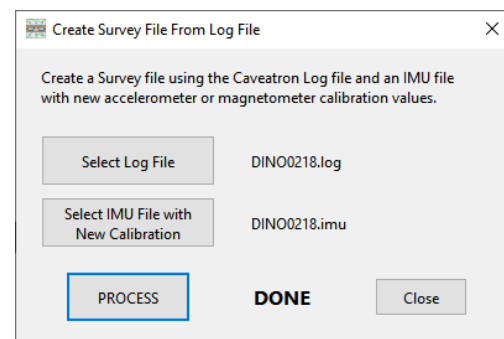 Create Survey File From Log File
Create a Survey file using the Caveatron Log file and an IMU file
with new accelerometer or magnetometer calibration values.
Select Log File
DINO0218.log
Select IMU File with
New Calibration
DINO0218.imu
PROCESS
DONE
Close